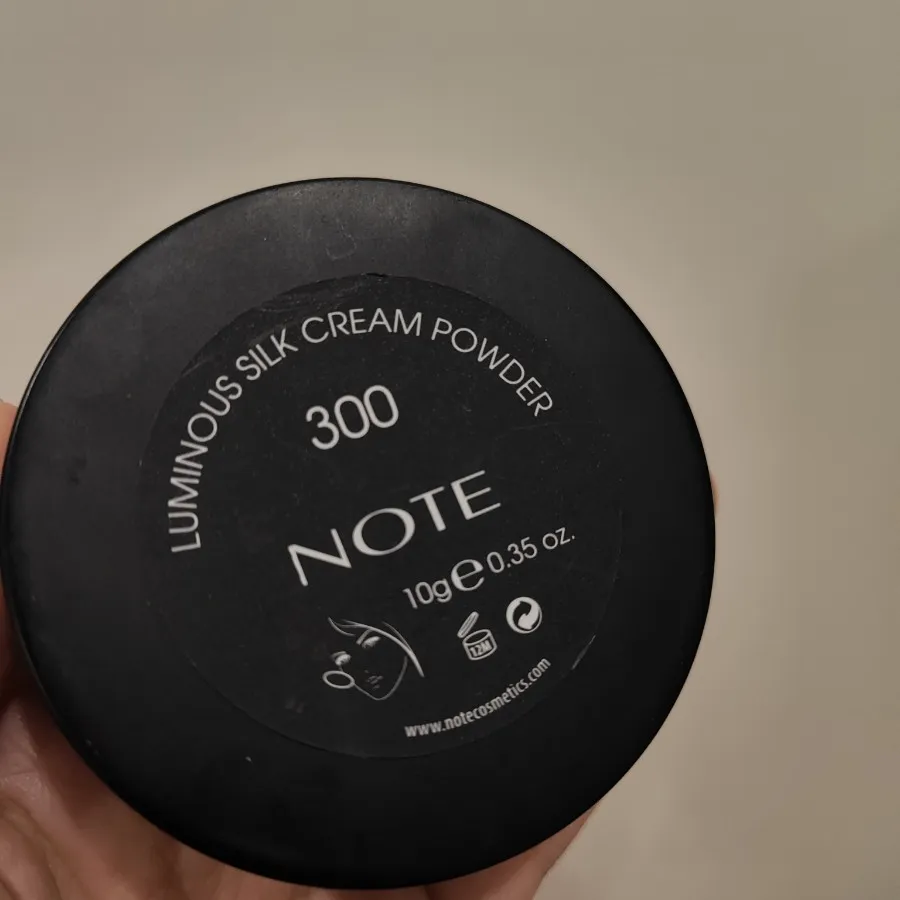 LUMINOUS SILK CREAM POWDER
300
NOTE
10g e 0.35 oz.
12M
www.notecosmetics.com